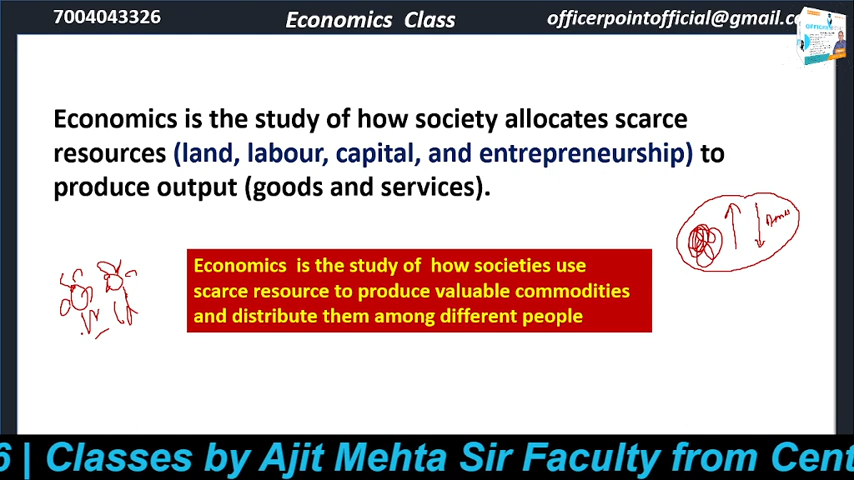 7004043326
Economics Class
officerpointofficial@gmail.c
Economics is the study of how society allocates scarce
resources (land, labour, capital, and entrepreneurship) to
produce output (goods and services).
Economics is the study of how societies use
scarce resource to produce valuable commodities
and distribute them among different people
6 | Classes by Ajit Mehta Sir Faculty from Cent